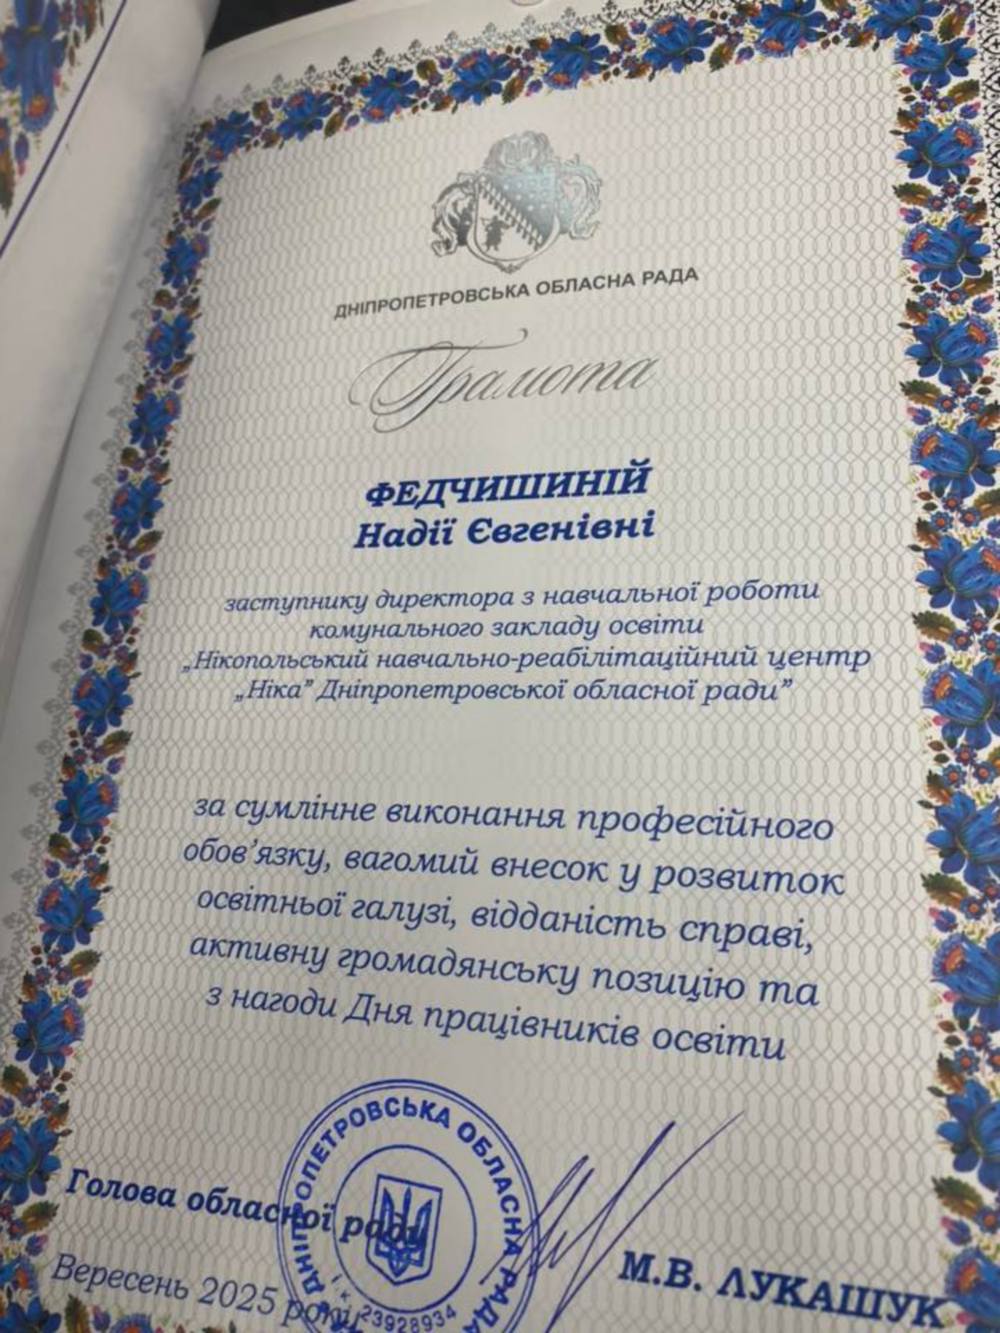 ДНІПРОПЕТРОВСЬКА ОБЛАСНА РАДА
Грамота
ФЕДЧИШИНІЙ
Надії Євгенівні
заступнику директора з навчальної роботи
комунального закладу освіти
„Нікопольський навчально-реабілітаційний центр
„Ніка” Дніпропетровської обласної ради”
за сумлінне виконання професійного
обов’язку, вагомий внесок у розвиток
освітньої галузі, відданість справі,
активну громадянську позицію та
з нагоди Дня працівників освіти
Голова обласної ради
М.В. ЛУКАШУК
Вересень 2025 року
ДНІПРОПЕТРОВСЬКА ОБЛАСНА РАДА
і. к. 23928934